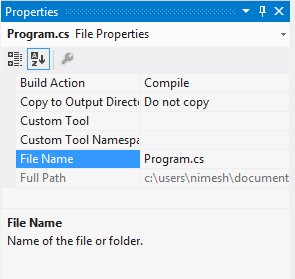 Properties
Program.cs File Properties
Build Action Compile
Copy to Output Directo Do not copy
Custom Tool
Custom Tool Namespa
File Name Program.cs
Full Path c:\users\nimesh\document
File Name
Name of the file or folder.